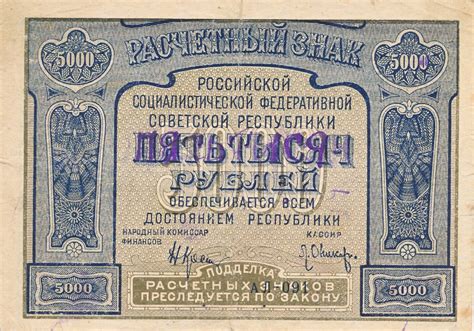 5000 РАСЧЕТНЫЙ ЗНАК 5000
РОССИЙСКОЙ
СОЦИАЛИСТИЧЕСКОЙ ФЕДЕРАТИВНОЙ
СОВЕТСКОЙ РЕСПУБЛИКИ
ПЯТЬ ТЫСЯЧ
РУБЛЕЙ
ОБЕСПЕЧИВАЕТСЯ ВСЕМ
ДОСТОЯНИЕМ РЕСПУБЛИКИ
НАРОДНЫЙ КОМИССАР
ФИНАНСОВ
КАССИР
ПОДДЕЛКА
5000 РАСЧЕТНЫХ ЗНАКОВ 5000
ПРЕСЛЕДУЕТСЯ ПО ЗАКОНУ